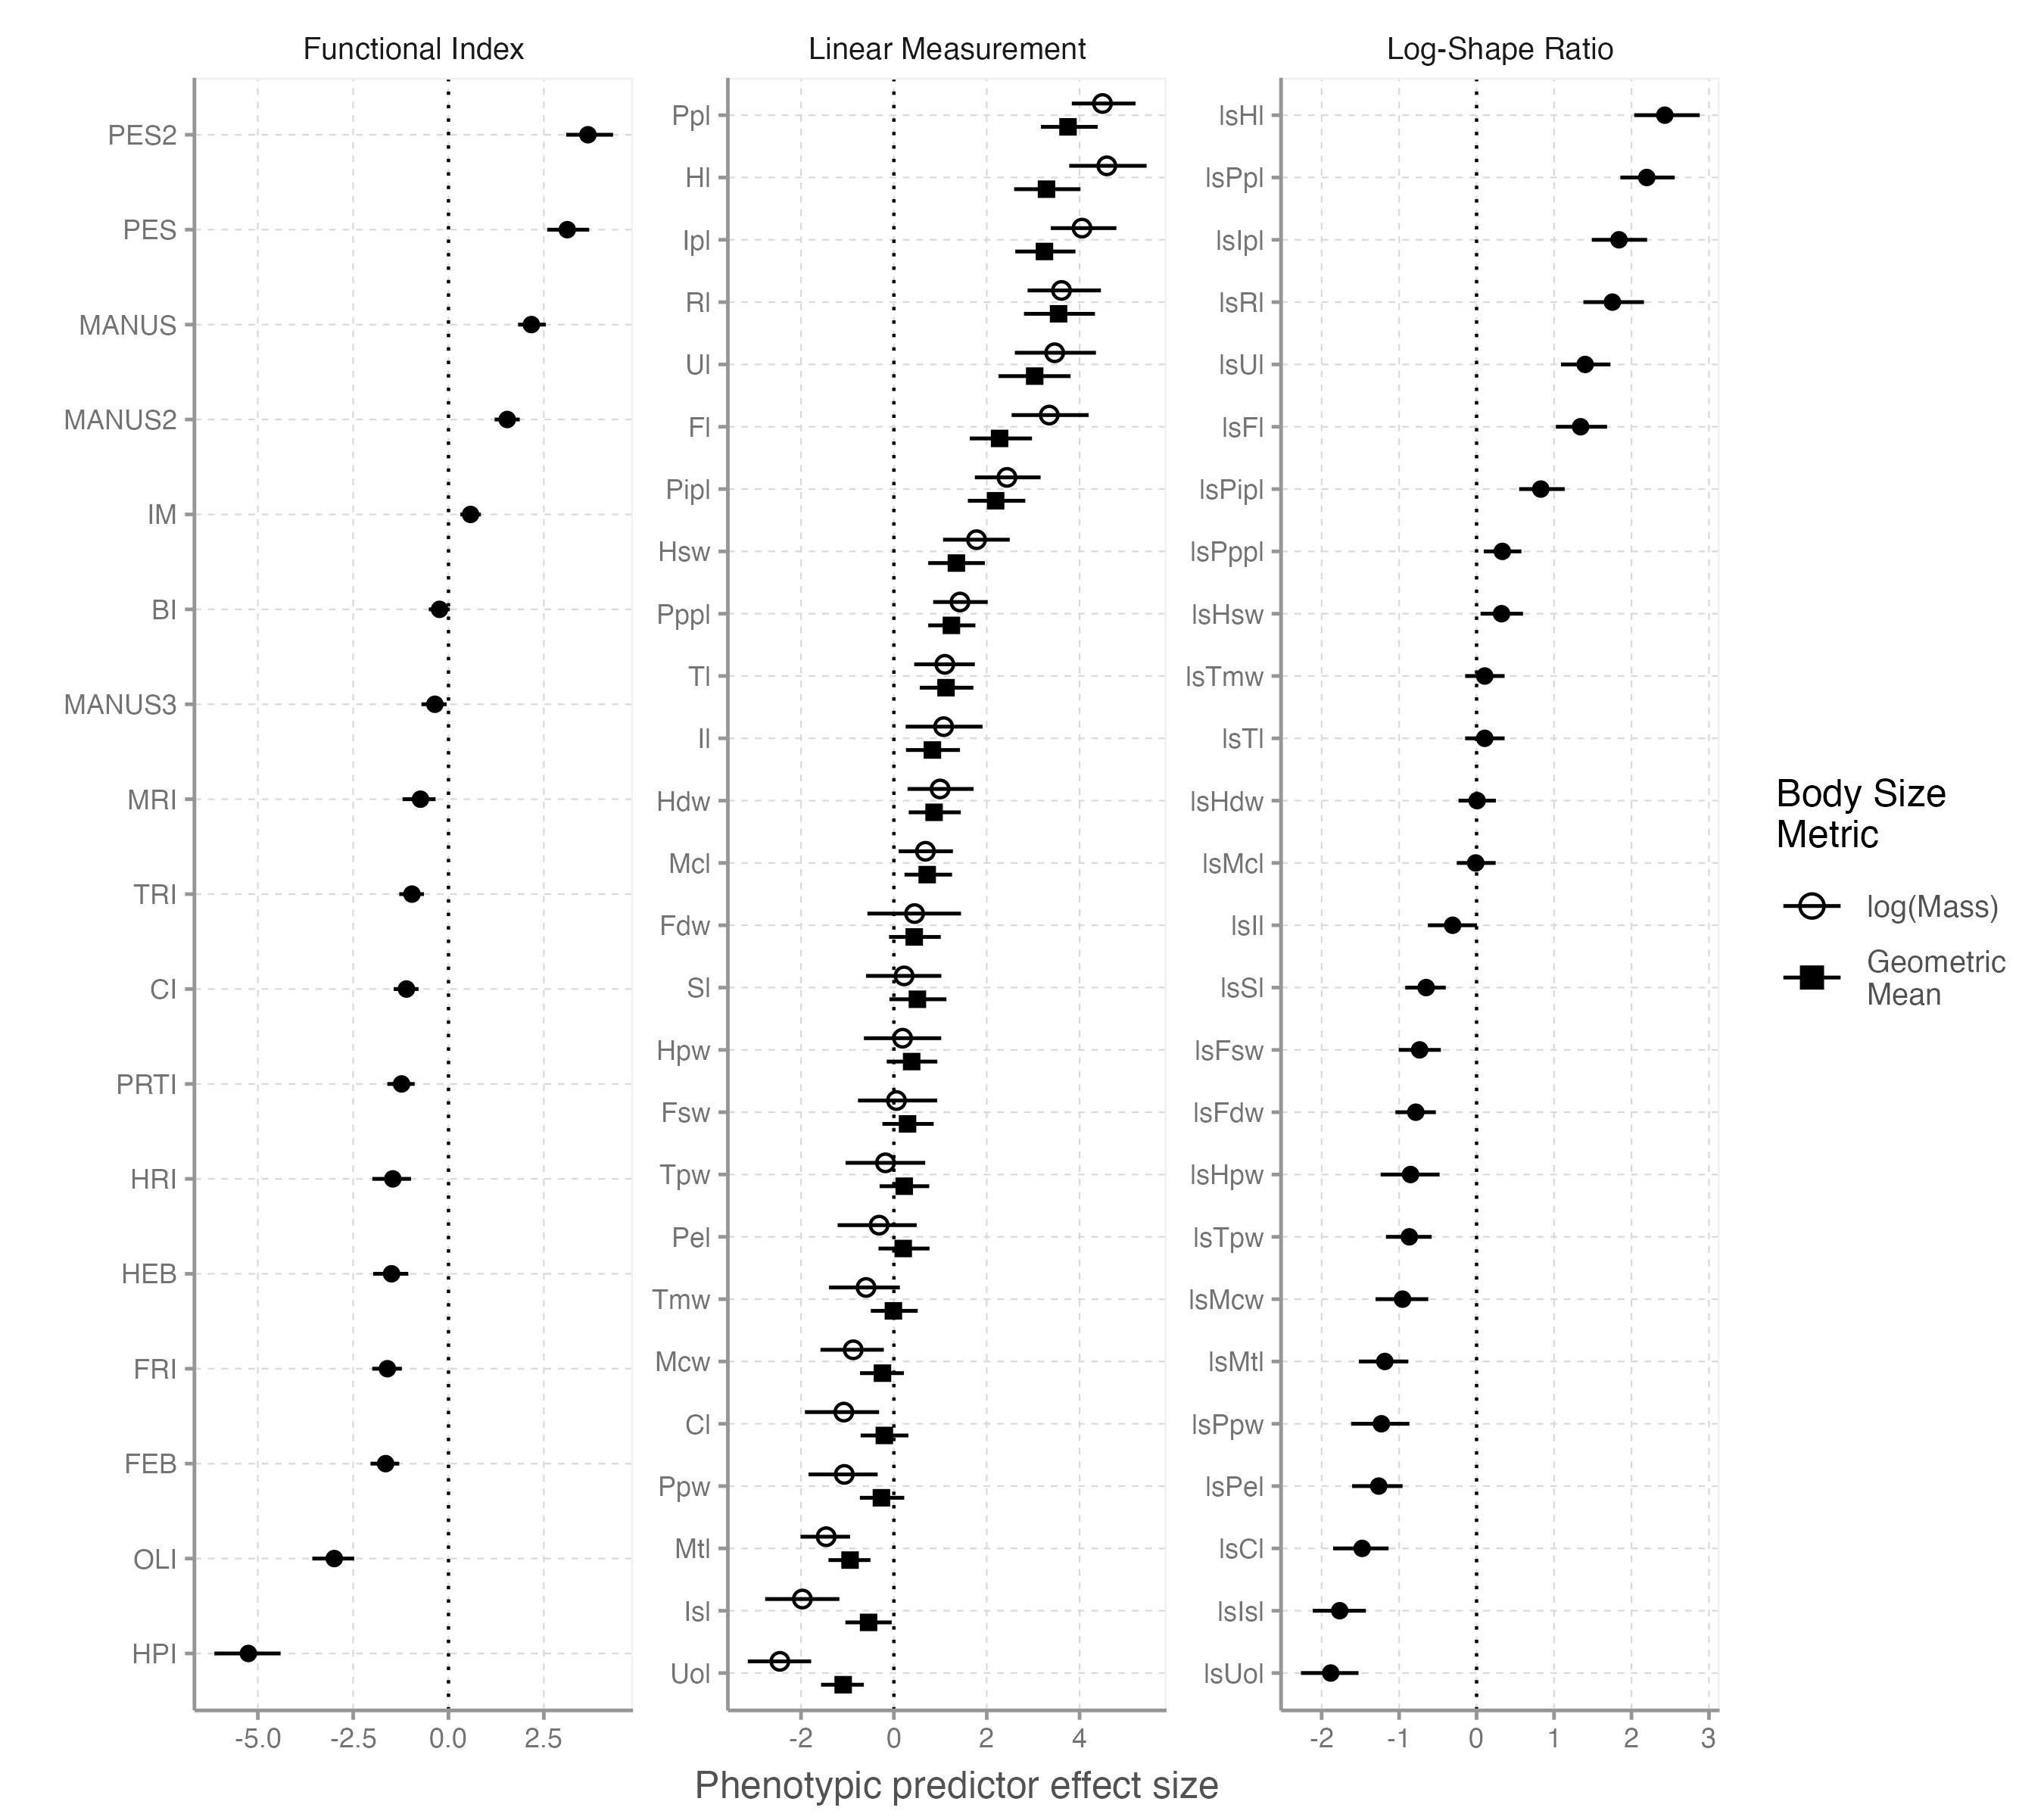 Functional Index
Linear Measurement
Log-Shape Ratio
PES2
PES
MANUS
MANUS2
IM
BI
MANUS3
MRI
TRI
CI
PRTI
HRI
HEB
FRI
FEB
OLI
HPI
-5.0
-2.5
0.0
2.5
Ppl
Hl
Ipl
Rl
Ul
Fl
Pipl
Hsw
Pppl
Tl
Il
Hdw
Mcl
Fdw
Sl
Hpw
Fsw
Tpw
Pel
Tmw
Mcw
Cl
Ppw
Mtl
Isl
Uol
-2
0
2
4
lsHl
lsPpl
lsIpl
lsRl
lsUl
lsFl
lsPipl
lsPppl
lsHsw
lsTmw
lsTl
lsHdw
lsMcl
lsIl
lsSl
lsFsw
lsFdw
lsHpw
lsTpw
lsMcw
lsMtl
lsPpw
lsPel
lsCl
lsIsl
lsUol
-2
-1
0
1
2
3
Phenotypic predictor effect size
Body Size
Metric
log(Mass)
Geometric
Mean